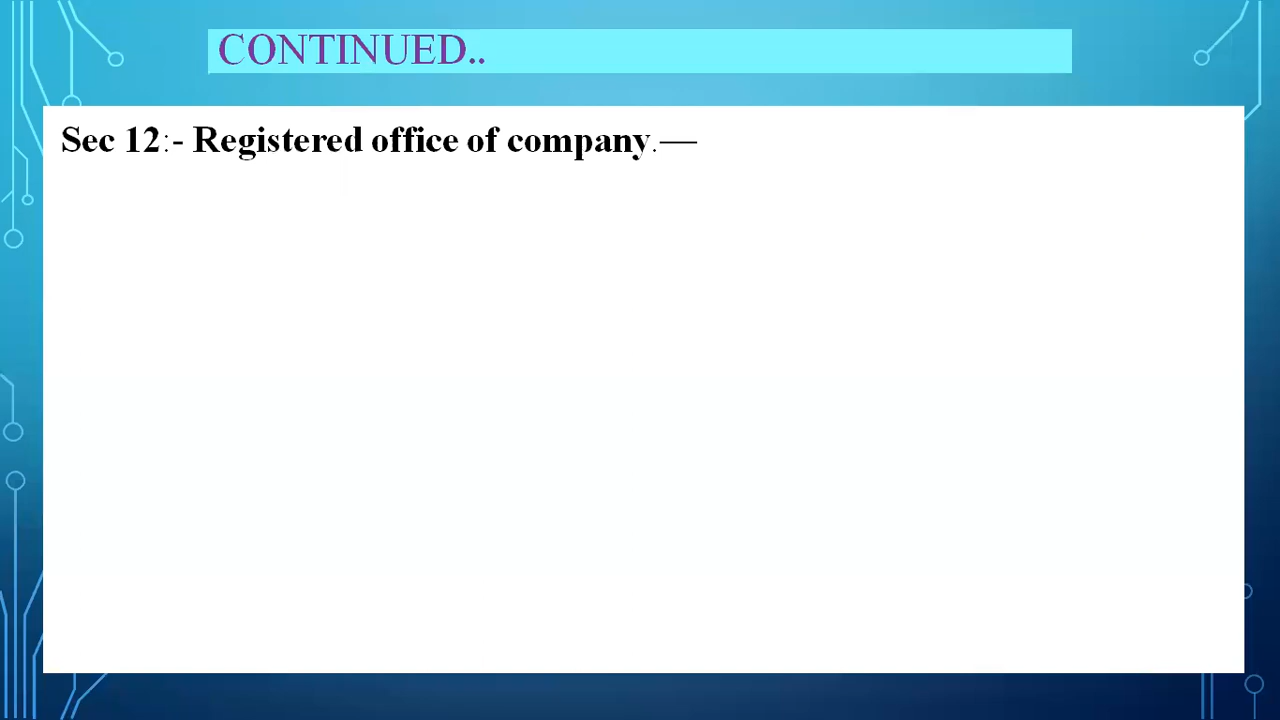 CONTINUED..
Sec 12:- Registered office of company.—